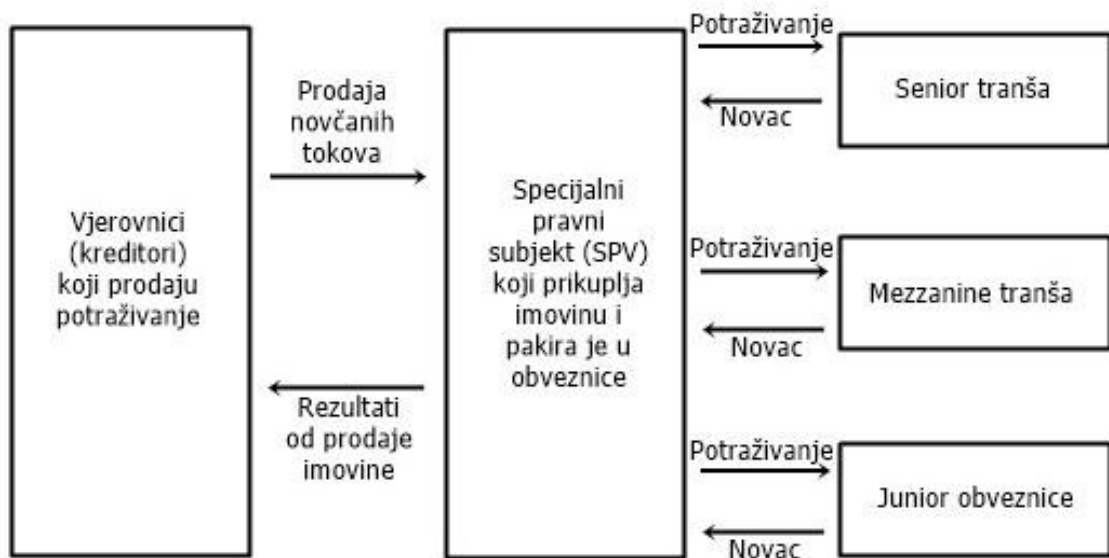 Vjerovnici
(kreditori)
koji prodaju
potraživanje
Prodaja
novčanih
tokova
Rezultati
od prodaje
imovine
Specijalni
pravni
subjekt (SPV)
koji prikuplja
imovinu i
pakira je u
obveznice
Potraživanje
Novac
Senior tranša
Potraživanje
Novac
Mezzanine tranša
Potraživanje
Novac
Junior obveznice